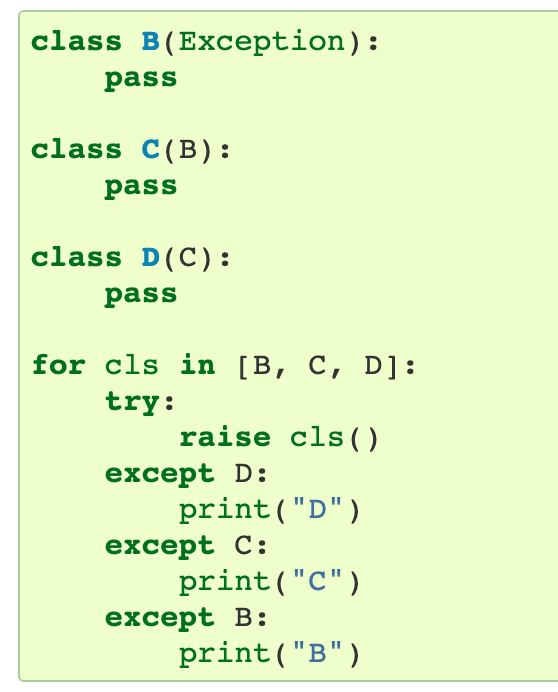 class B(Exception):
    pass

class C(B):
    pass

class D(C):
    pass

for cls in [B, C, D]:
    try:
        raise cls()
    except D:
        print("D")
    except C:
        print("C")
    except B:
        print("B")